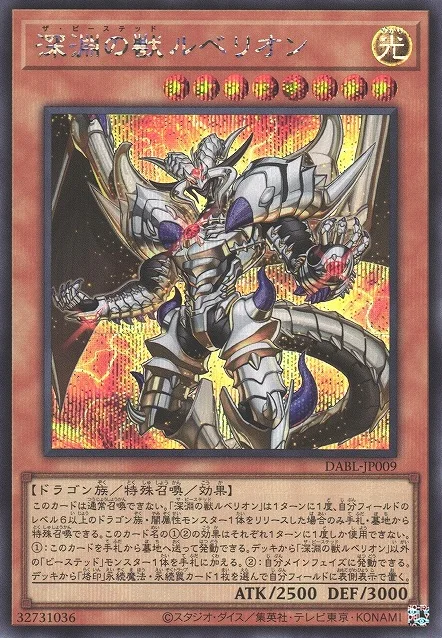 ザ・ビーステッド
深淵の獣ルベリオン
光
DABL-JP009
【ドラゴン族／特殊召喚／効果】
このカードは通常召喚できない。「深淵の獣ルベリオン」は1ターンに1度、自分フィールドの
レベル6以上のドラゴン族・闇属性モンスター1体をリリースした場合のみ手札・墓地から
特殊召喚できる。このカード名の①②の効果はそれぞれ1ターンに1度しか使用できない。
①：このカードを手札から墓地へ送って発動できる。デッキから「深淵の獣ルベリオン」以外
の「ビーステッド」モンスター1体を手札に加える。②：自分メインフェイズに発動できる。
デッキから「烙印」永続魔法・永続罠カード1枚を選んで自分フィールドに表側表示で置く。
ATK/2500 DEF/3000
32731036
©スタジオ・ダイス／集英社・テレビ東京・KONAMI